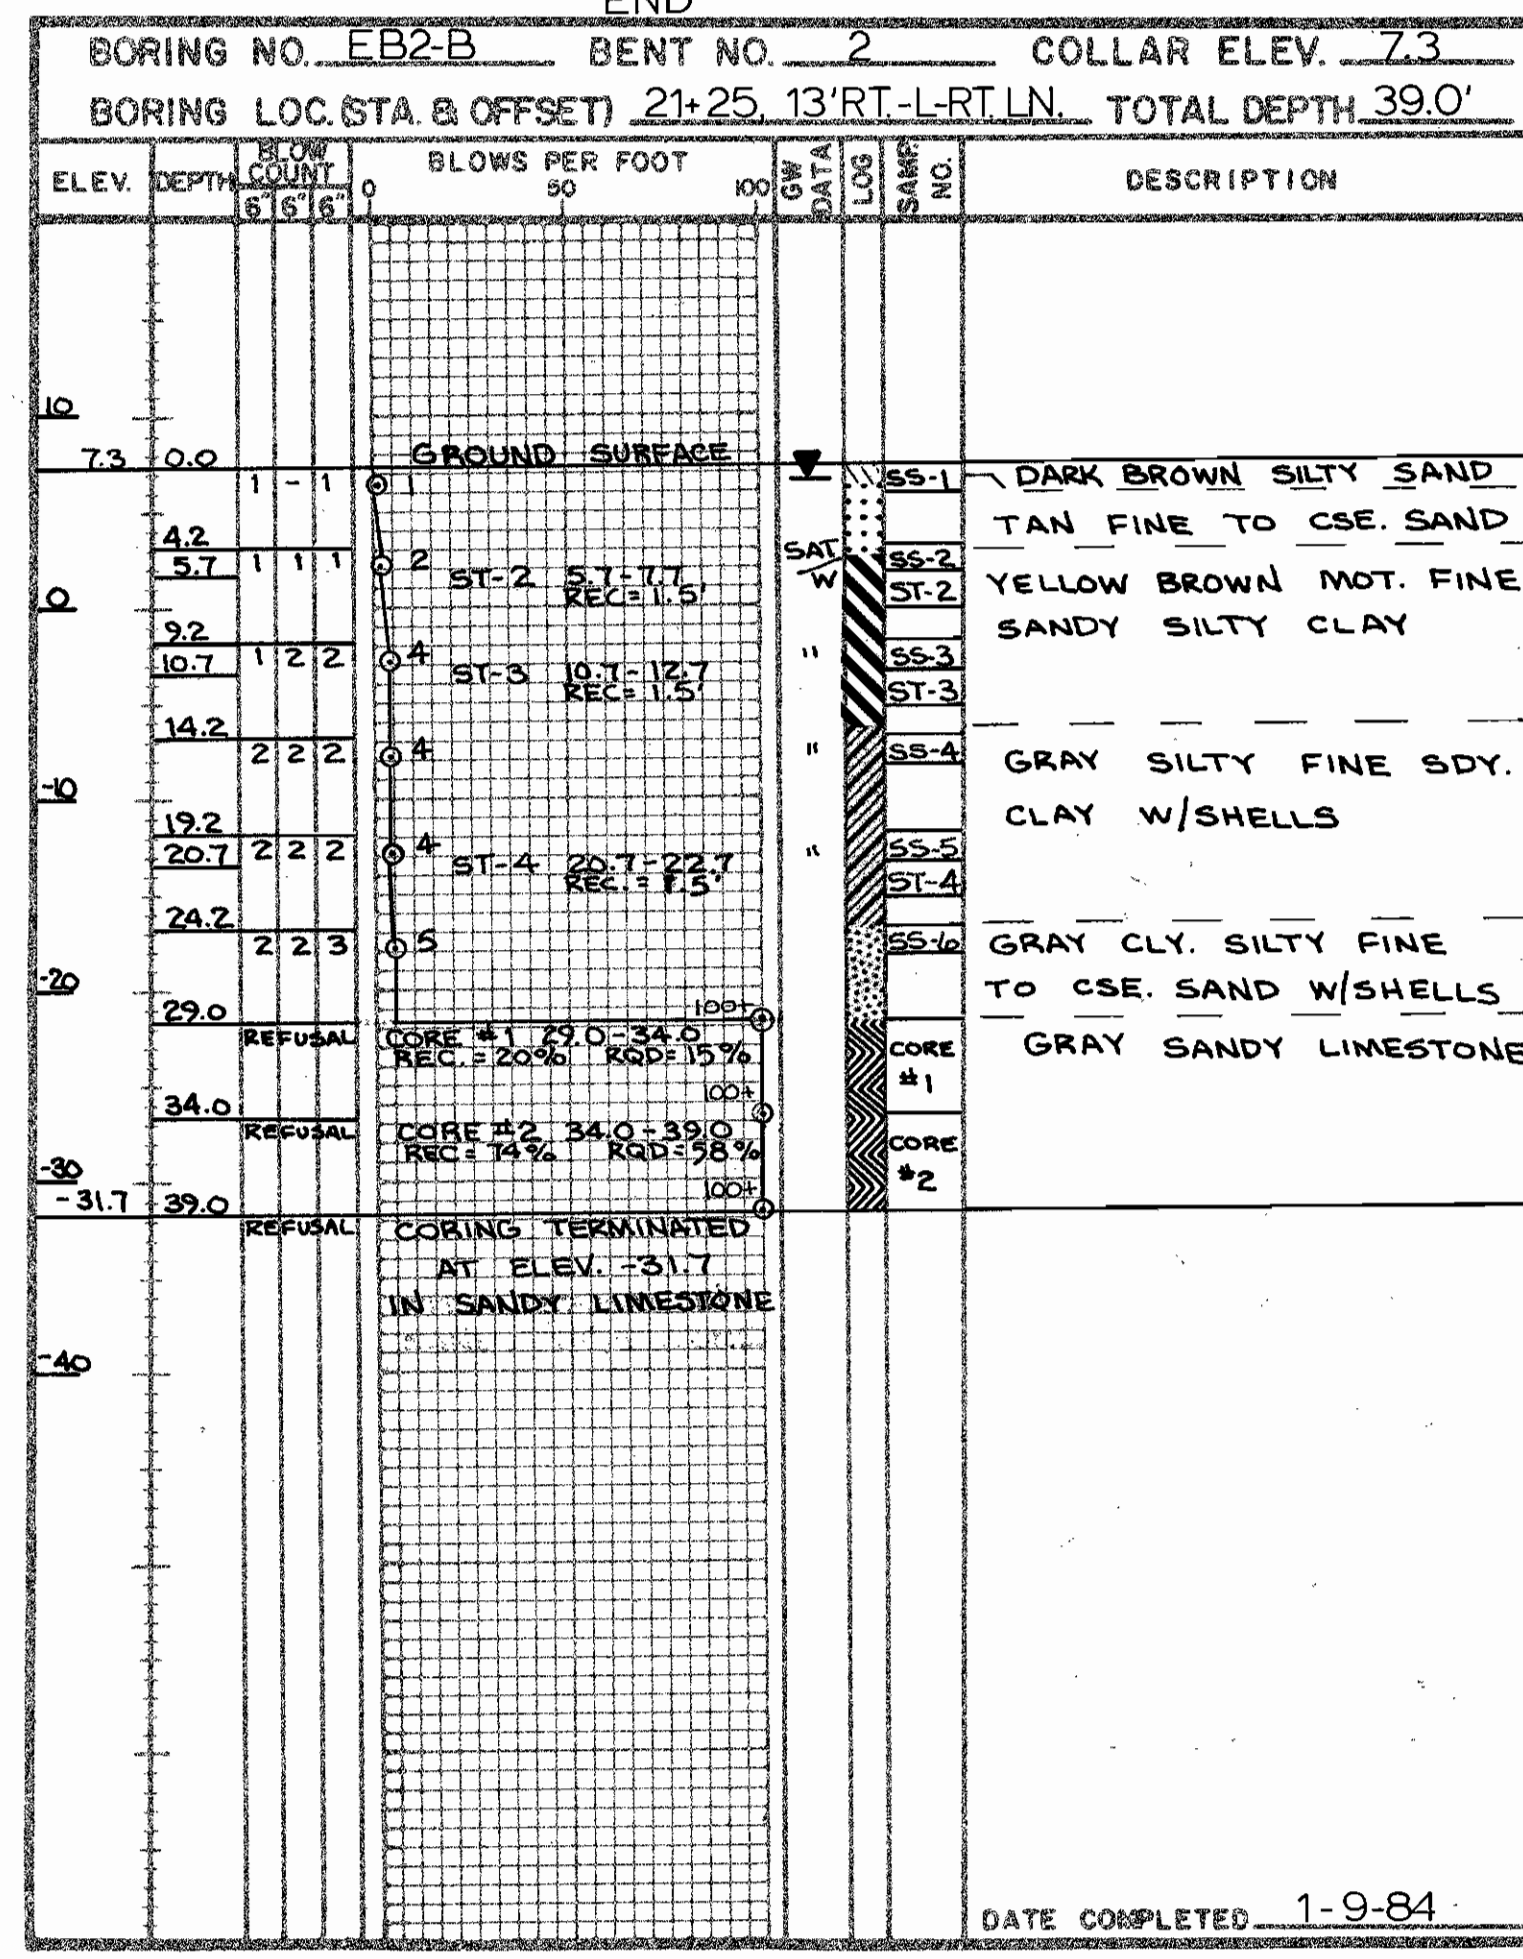 END
BORING NO. EB2-B BENT NO. 2 COLLAR ELEV. 7.3
BORING LOC. (STA. & OFFSET) 21+25, 13'RT.-L-RT. LN. TOTAL DEPTH 39.0'
ELEV. DEPTH BLOW COUNT 6" 6" 6" BLOWS PER FOOT 0 50 100 GW DATA LOG SAMP. NO. DESCRIPTION
10
7.3 0.0 GROUND SURFACE
1 - 1 1 SS-1 DARK BROWN SILTY SAND
TAN FINE TO CSE. SAND
4.2 SAT
5.7 1 1 1 2 W SS-2
ST-2 5.7-7.7 ST-2 YELLOW BROWN MOT. FINE
REC= 1.5'
0
SANDY SILTY CLAY
9.2
10.7 1 2 2 4 " SS-3
ST-3 10.7-12.7 ST-3
REC= 1.5'
14.2
2 2 2 4 " SS-4 GRAY SILTY FINE SDY.
-10
CLAY W/SHELLS
19.2
20.7 2 2 2 4 " SS-5
ST-4 20.7-22.7 ST-4
REC. = 1.5'
24.2
2 2 3 5 SS-6 GRAY CLY. SILTY FINE
-20
TO CSE. SAND W/SHELLS
29.0 100+
REFUSAL CORE #1 29.0-34.0 CORE #1 GRAY SANDY LIMESTONE
REC. = 20% RQD= 15%
34.0 100+
REFUSAL CORE #2 34.0-39.0 CORE #2
REC= 74% RQD= 58%
-30
-31.7 39.0 100+
REFUSAL CORING TERMINATED
AT ELEV. -31.7
IN SANDY LIMESTONE
-40
DATE COMPLETED 1-9-84